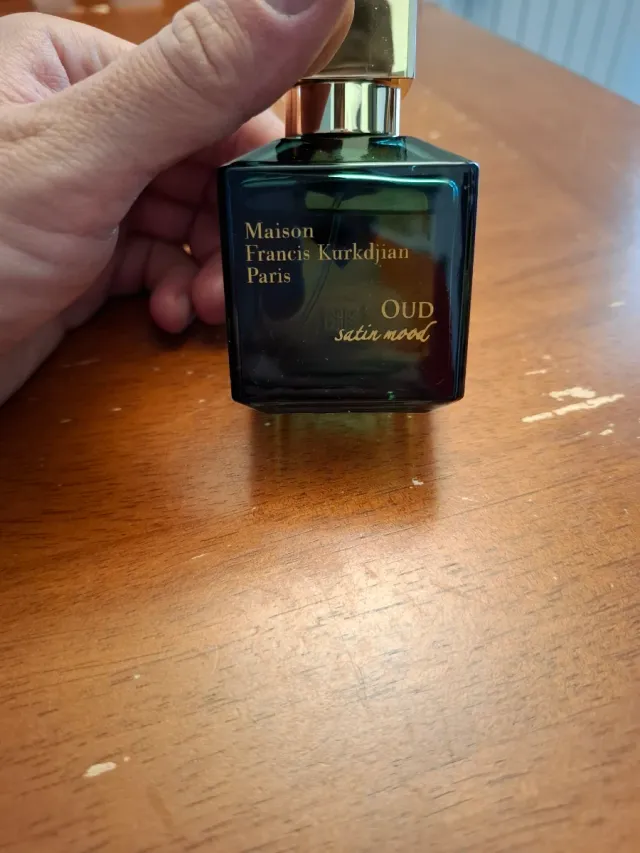 Maison
Francis Kurkdjian
Paris
OUD
satin mood